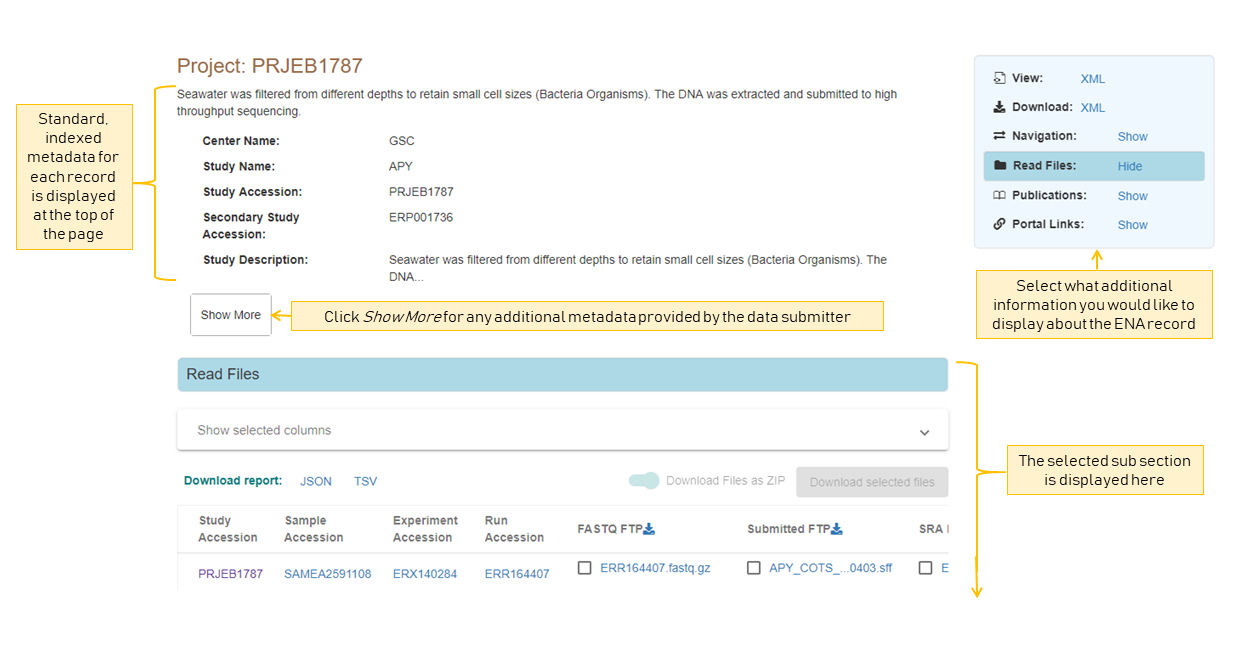 Project: PRJEB1787
Seawater was filtered from different depths to retain small cell sizes (Bacteria Organisms). The DNA was extracted and submitted to high
throughput sequencing.
Standard,
indexed
metadata for
each record
is displayed
at the top of
the page
Center Name: GSC
Study Name: APY
Study Accession: PRJEB1787
Secondary Study ERP001736
Accession:
Study Description: Seawater was filtered from different depths to retain small cell sizes (Bacteria Organisms). The
DNA...
Show More
Click Show More for any additional metadata provided by the data submitter
View: XML
Download: XML
Navigation: Show
Read Files: Hide
Publications: Show
Portal Links: Show
Select what additional
information you would like to
display about the ENA record
Read Files
Show selected columns
Download report: JSON TSV
Download Files as ZIP
Download selected files
Study Sample Experiment Run
Accession Accession Accession Accession
FASTQ FTP Submitted FTP SRA
PRJEB1787 SAMEA2591108 ERX140284 ERR164407 ERR164407.fastq.gz APY_COTS_...0403.sff E
The selected sub section
is displayed here